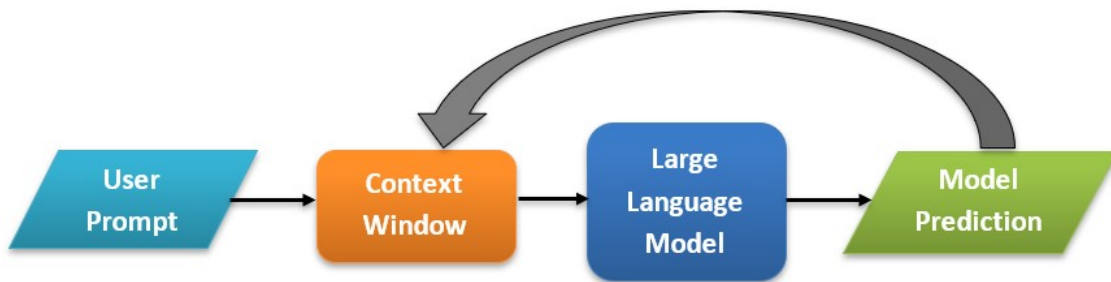 User
Prompt
Context
Window
Large
Language
Model
Model
Prediction